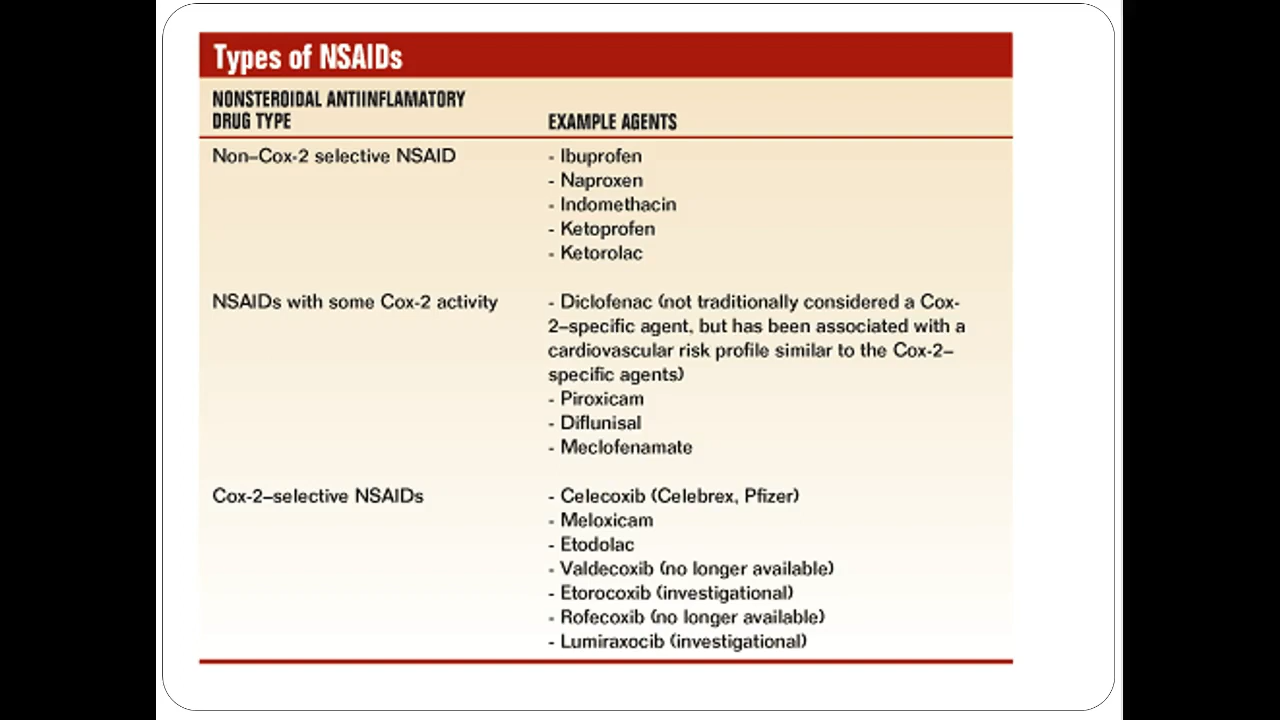 Types of NSAIDs
NONSTEROIDAL ANTIINFLAMATORY
DRUG TYPE
EXAMPLE AGENTS
Non–Cox-2 selective NSAID
- Ibuprofen
- Naproxen
- Indomethacin
- Ketoprofen
- Ketorolac
NSAIDs with some Cox-2 activity
- Diclofenac (not traditionally considered a Cox-
2–specific agent, but has been associated with a
cardiovascular risk profile similar to the Cox-2–
specific agents)
- Piroxicam
- Diflunisal
- Meclofenamate
Cox-2–selective NSAIDs
- Celecoxib (Celebrex, Pfizer)
- Meloxicam
- Etodolac
- Valdecoxib (no longer available)
- Etorocoxib (investigational)
- Rofecoxib (no longer available)
- Lumiraxocib (investigational)